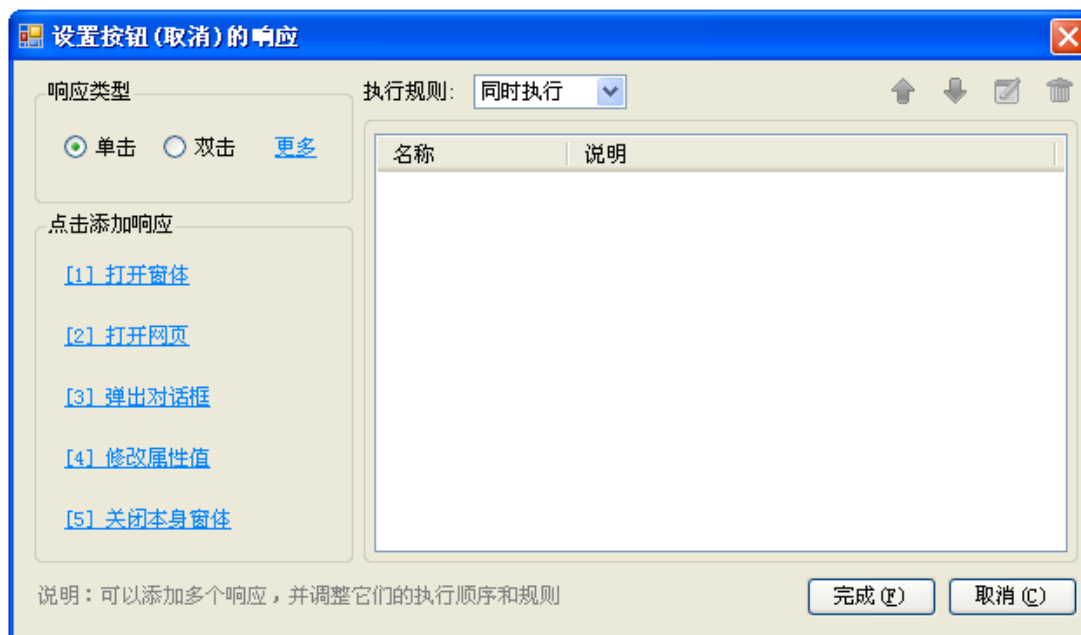 设置按钮(取消)的响应
响应类型
单击 双击 更多
点击添加响应
[1] 打开窗体
[2] 打开网页
[3] 弹出对话框
[4] 修改属性值
[5] 关闭本身窗体
执行规则: 同时执行
名称 说明
说明：可以添加多个响应，并调整它们的执行顺序和规则
完成(F) 取消(C)